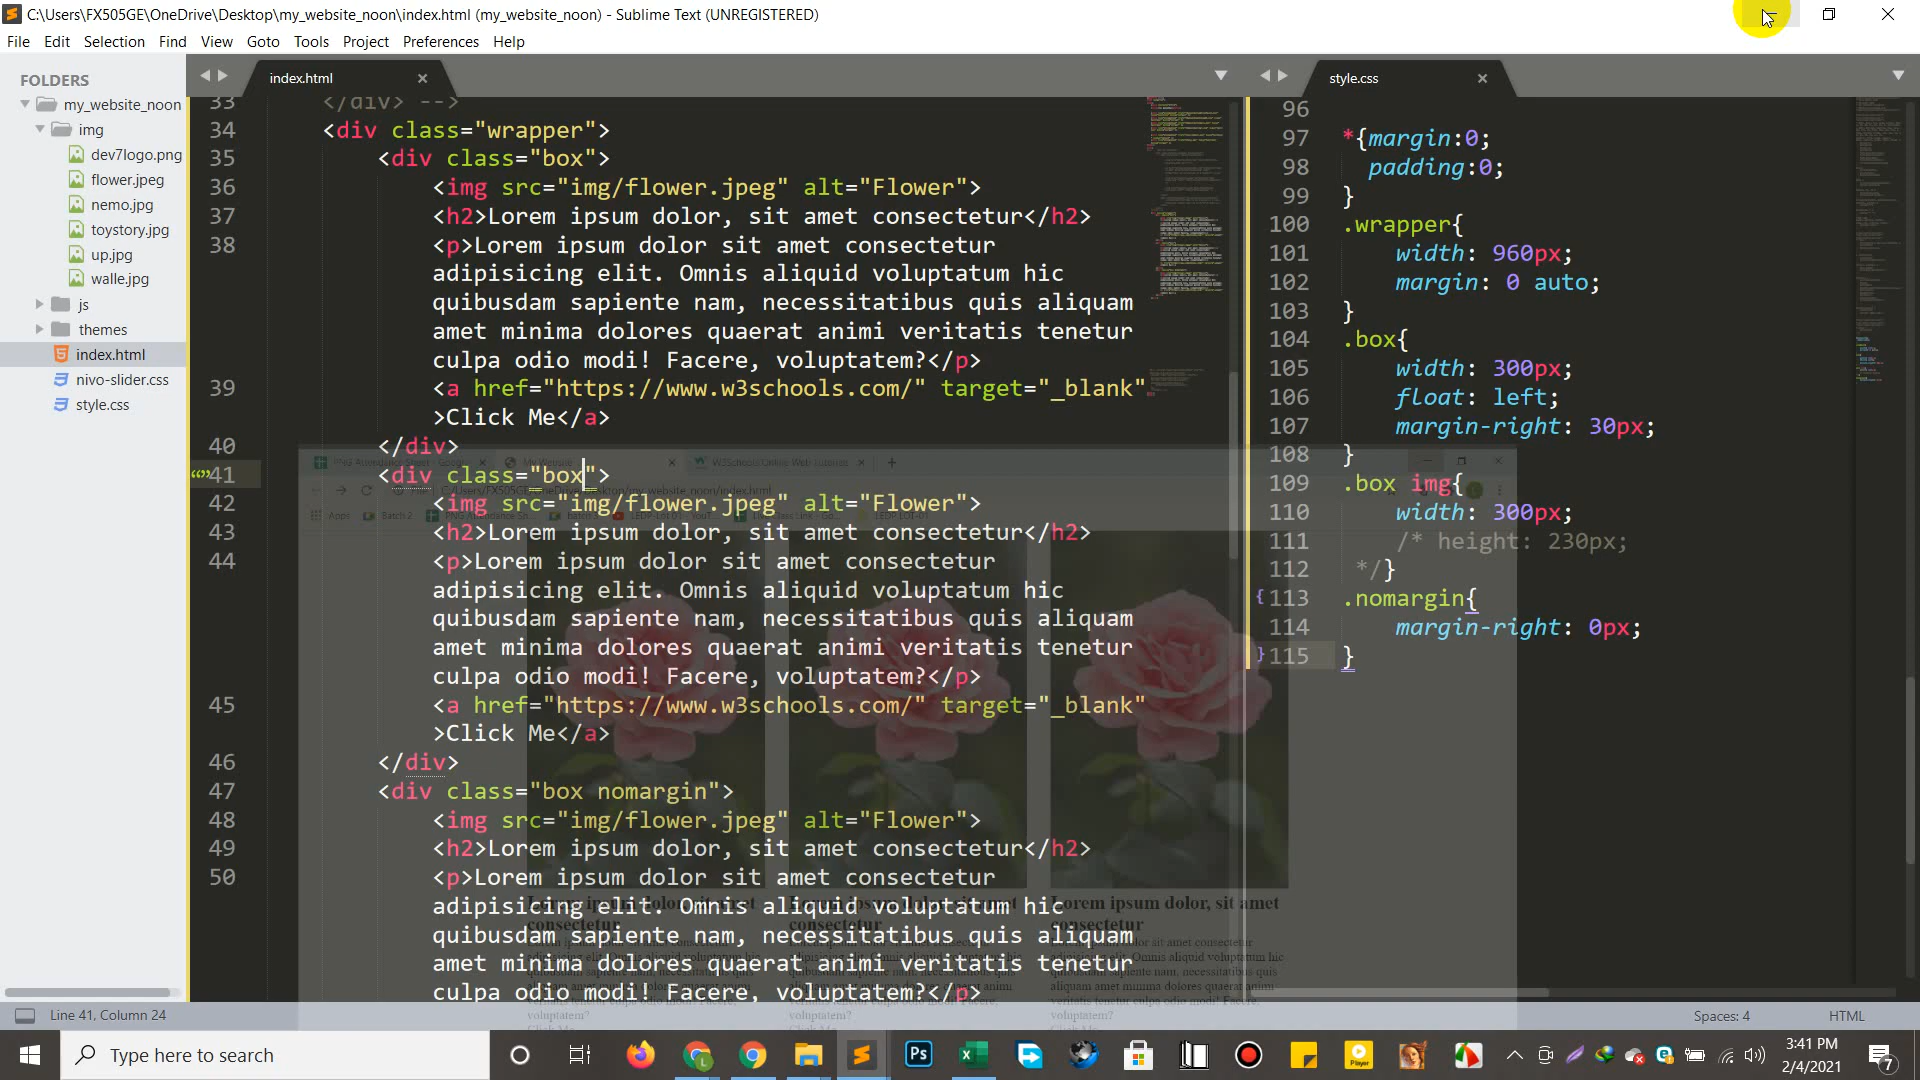 C:\Users\FX505GE\OneDrive\Desktop\my_website_noon\index.html (my_website_noon) - Sublime Text (UNREGISTERED)
File Edit Selection Find View Goto Tools Project Preferences Help
FOLDERS
my_website_noon
img
dev7logo.png
flower.jpeg
nemo.jpg
toystory.jpg
up.jpg
walle.jpg
js
themes
index.html
nivo-slider.css
style.css
index.html
33 </div> -->
34 <div class="wrapper">
35 <div class="box">
36 <img src="img/flower.jpeg" alt="Flower">
37 <h2>Lorem ipsum dolor, sit amet consectetur</h2>
38 <p>Lorem ipsum dolor sit amet consectetur
adipisicing elit. Omnis aliquid voluptatum hic
quibusdam sapiente nam, necessitatibus quis aliquam
amet minima dolores quaerat animi veritatis tenetur
culpa odio modi! Facere, voluptatem?</p>
39 <a href="https://www.w3schools.com/" target="_blank"
>Click Me</a>
40 </div>
41 <div class="box">
42 <img src="img/flower.jpeg" alt="Flower">
43 <h2>Lorem ipsum dolor, sit amet consectetur</h2>
44 <p>Lorem ipsum dolor sit amet consectetur
adipisicing elit. Omnis aliquid voluptatum hic
quibusdam sapiente nam, necessitatibus quis aliquam
amet minima dolores quaerat animi veritatis tenetur
culpa odio modi! Facere, voluptatem?</p>
45 <a href="https://www.w3schools.com/" target="_blank"
>Click Me</a>
46 </div>
47 <div class="box nomargin">
48 <img src="img/flower.jpeg" alt="Flower">
49 <h2>Lorem ipsum dolor, sit amet consectetur</h2>
50 <p>Lorem ipsum dolor sit amet consectetur
adipisicing elit. Omnis aliquid voluptatum hic
quibusdam sapiente nam, necessitatibus quis aliquam
amet minima dolores quaerat animi veritatis tenetur
culpa odio modi! Facere, voluptatem?</p>
style.css
96
97 *{margin:0;
98 padding:0;
99 }
100 .wrapper{
101 width: 960px;
102 margin: 0 auto;
103 }
104 .box{
105 width: 300px;
106 float: left;
107 margin-right: 30px;
108 }
109 .box img{
110 width: 300px;
111 /* height: 230px;
112 */}
113 .nomargin{
114 margin-right: 0px;
115 }
Lorem ipsum dolor, sit amet
consectetur
Line 41, Column 24
Spaces: 4
HTML
Type here to search
Ps
3:41 PM
2/4/2021
7